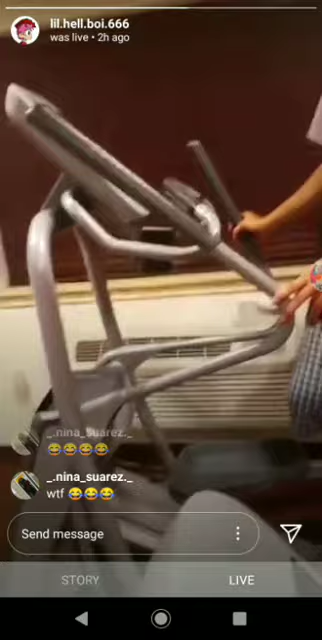 lil.hell.boi.666
was live • 2h ago
_.nina_suarez._
😂😂😂😂
_.nina_suarez._
wtf 😂😂😂
Send message
STORY LIVE